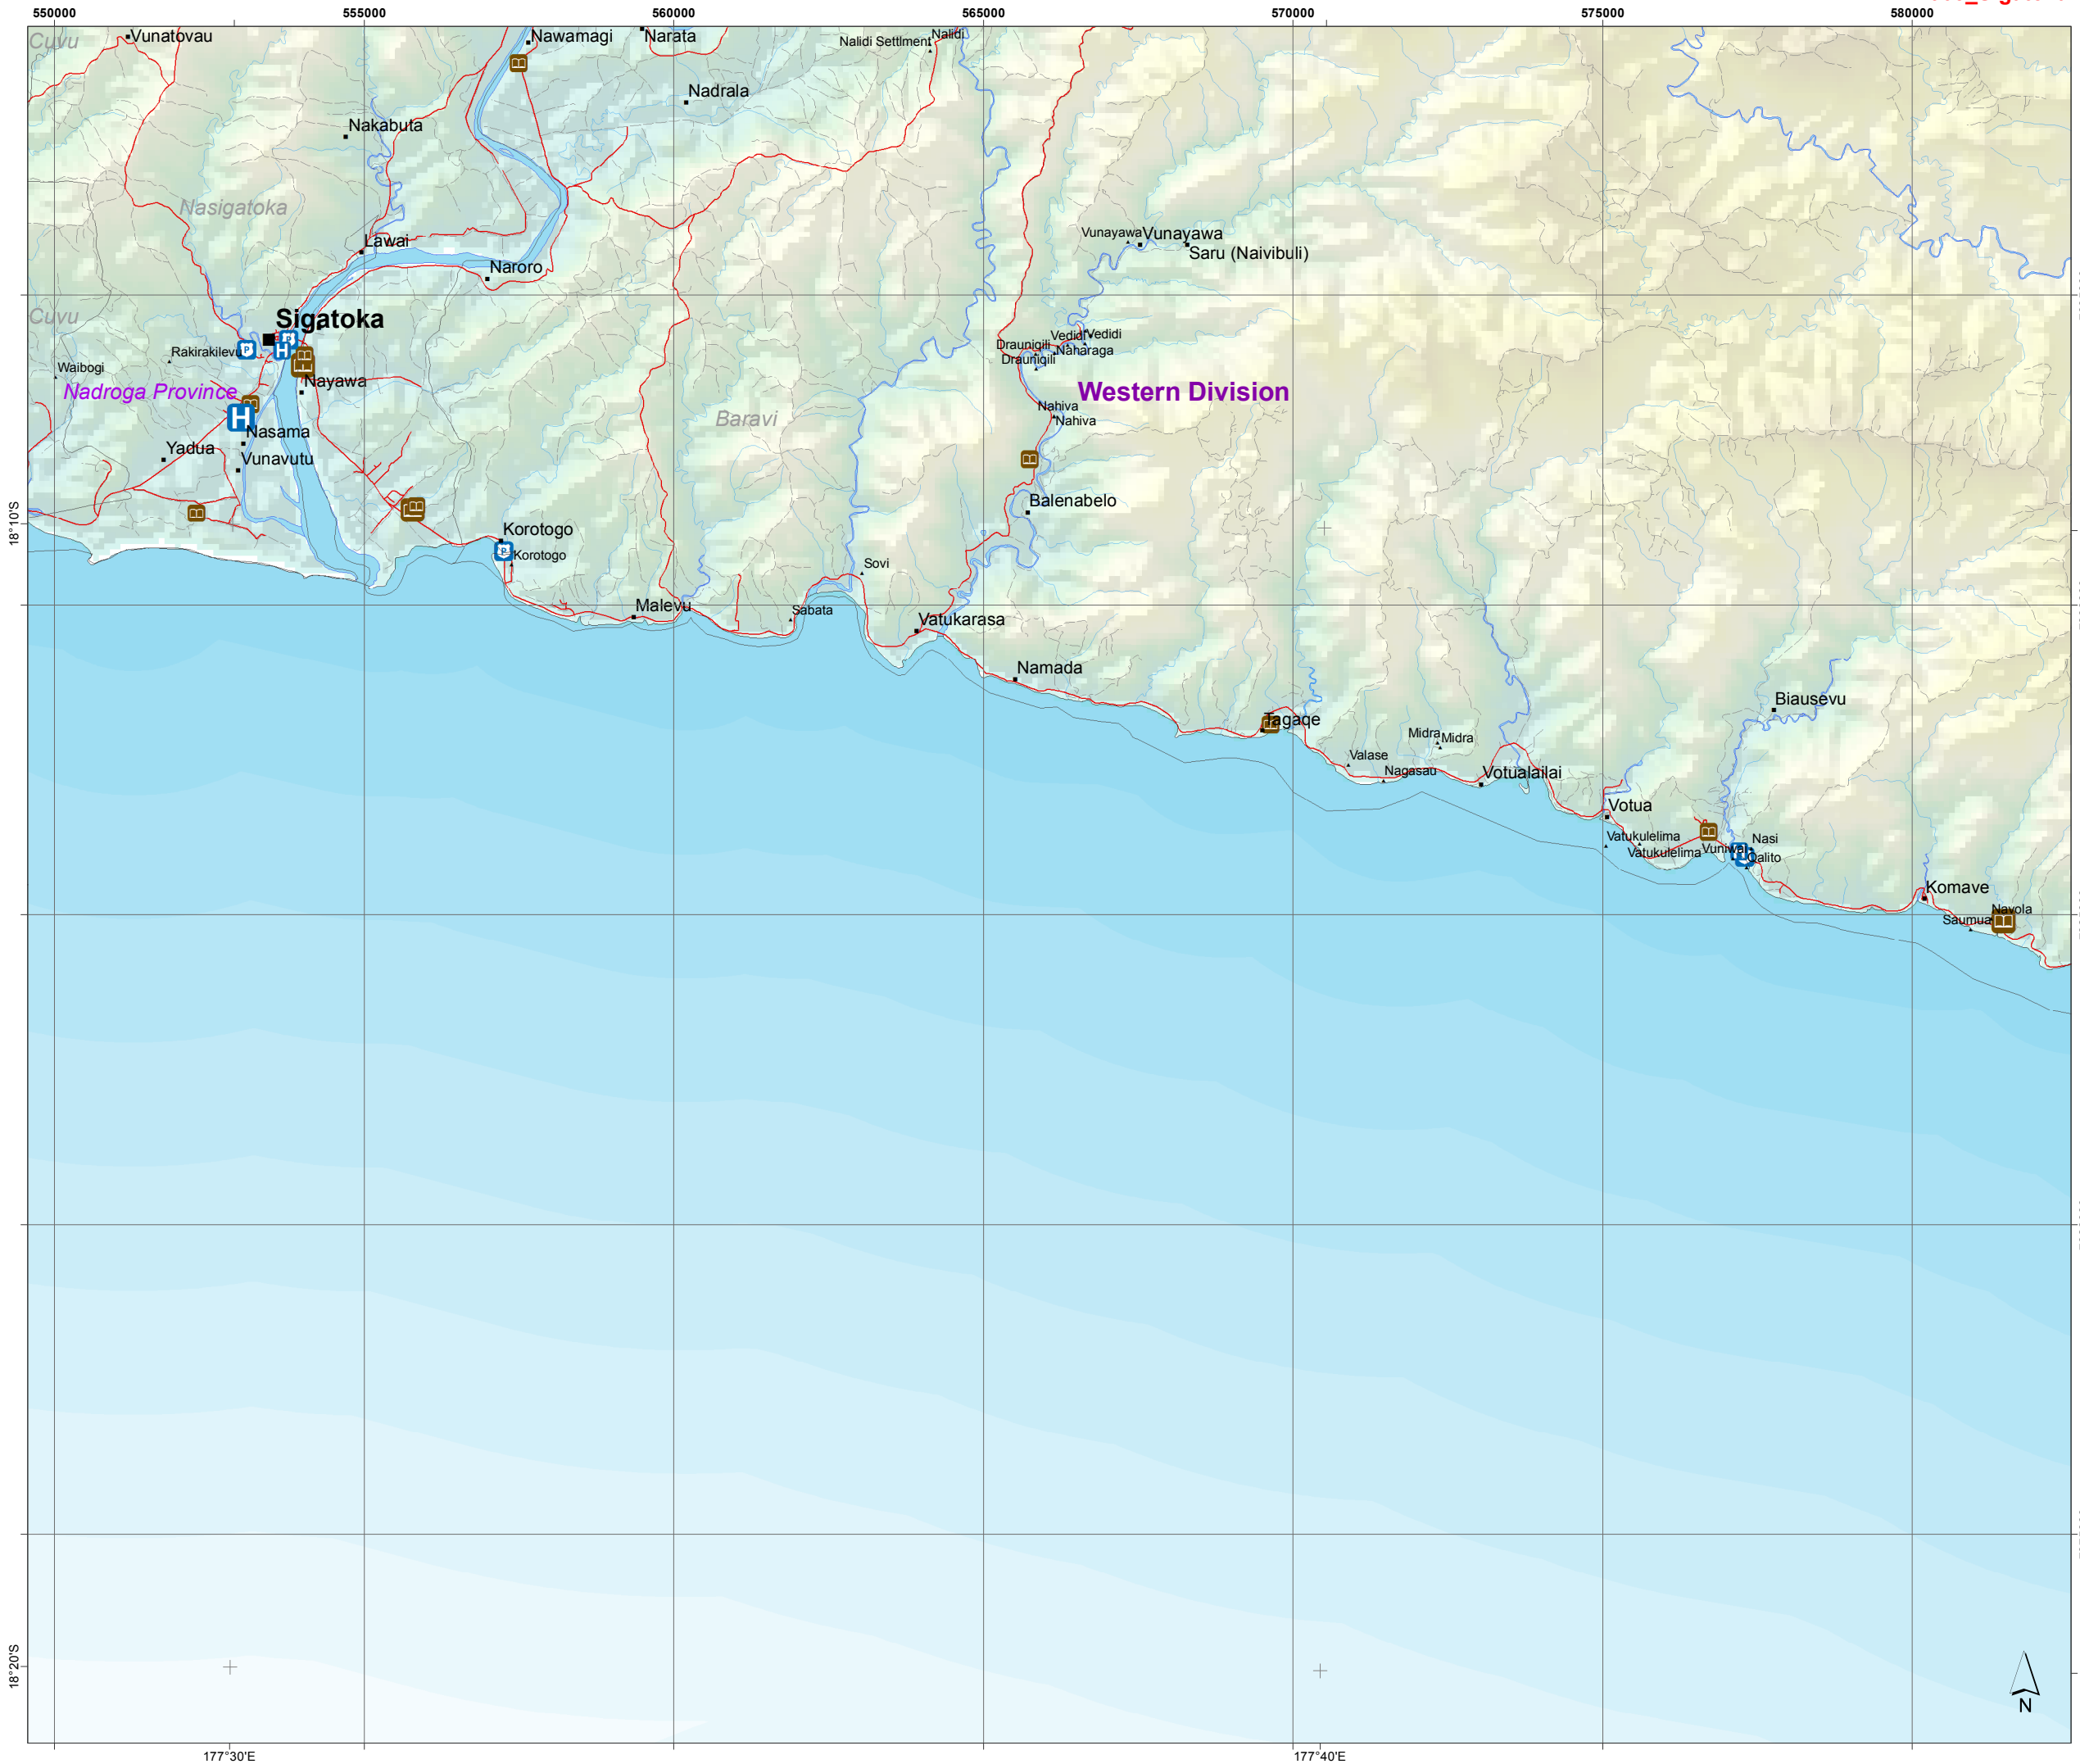 550000 555000 560000 565000 570000 575000 580000
Cuvu
Vunatovau
Nawamagi
Narata
Nalidi Settlment
Nalidi
Nadrala
Nakabuta
Nasigatoka
Lawai
Naroro
Vunayawa
Vunayawa
Saru (Naivibuli)
Cuvu
Sigatoka
P
P
H
Rakirakilevu
Waibogi
Nadroga Province
B
B
Nayawa
H
Nasama
Yadua
Vunavutu
Vedidi
Vedidi
Drauniqili
Naharaga
Drauniqili
Western Division
Baravi
Nahiva
Nahiva
B
Balenabelo
B
B
18°10'S
Korotogo
P
Korotogo
Sovi
Malevu
Sabata
Vatukarasa
Namada
Tagaqe
Biausevu
Midra
Midra
Valase
Nagasau
Votualailai
Votua
B
Vatukulelima
Vatukulelima
Nasi
Qalito
Komave
Navola
Saumua
18°20'S
N
177°30'E 177°40'E